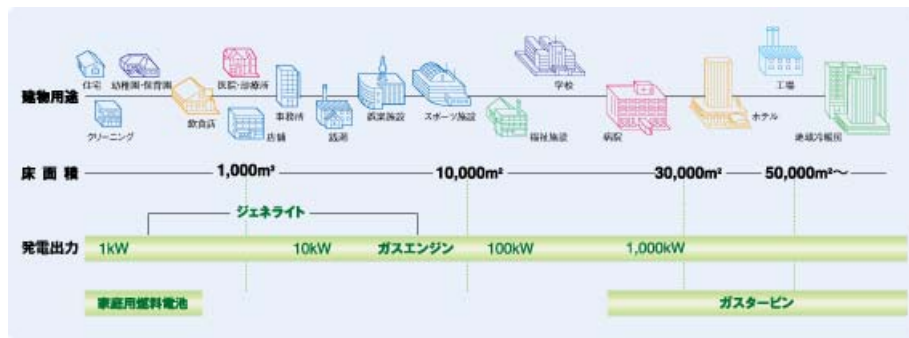 建物用途
住宅 幼稚園・保育園 医院・診療所 学校 工場
クリーニング 飲食店 店舗 事務所 銭湯 娯楽施設 スポーツ施設 福祉施設 病院 ホテル 地域冷暖房
床面積 1,000m² 10,000m² 30,000m² 50,000m²〜
ジェネライト
発電出力 1kW 10kW ガスエンジン 100kW 1,000kW
家庭用燃料電池 ガスタービン